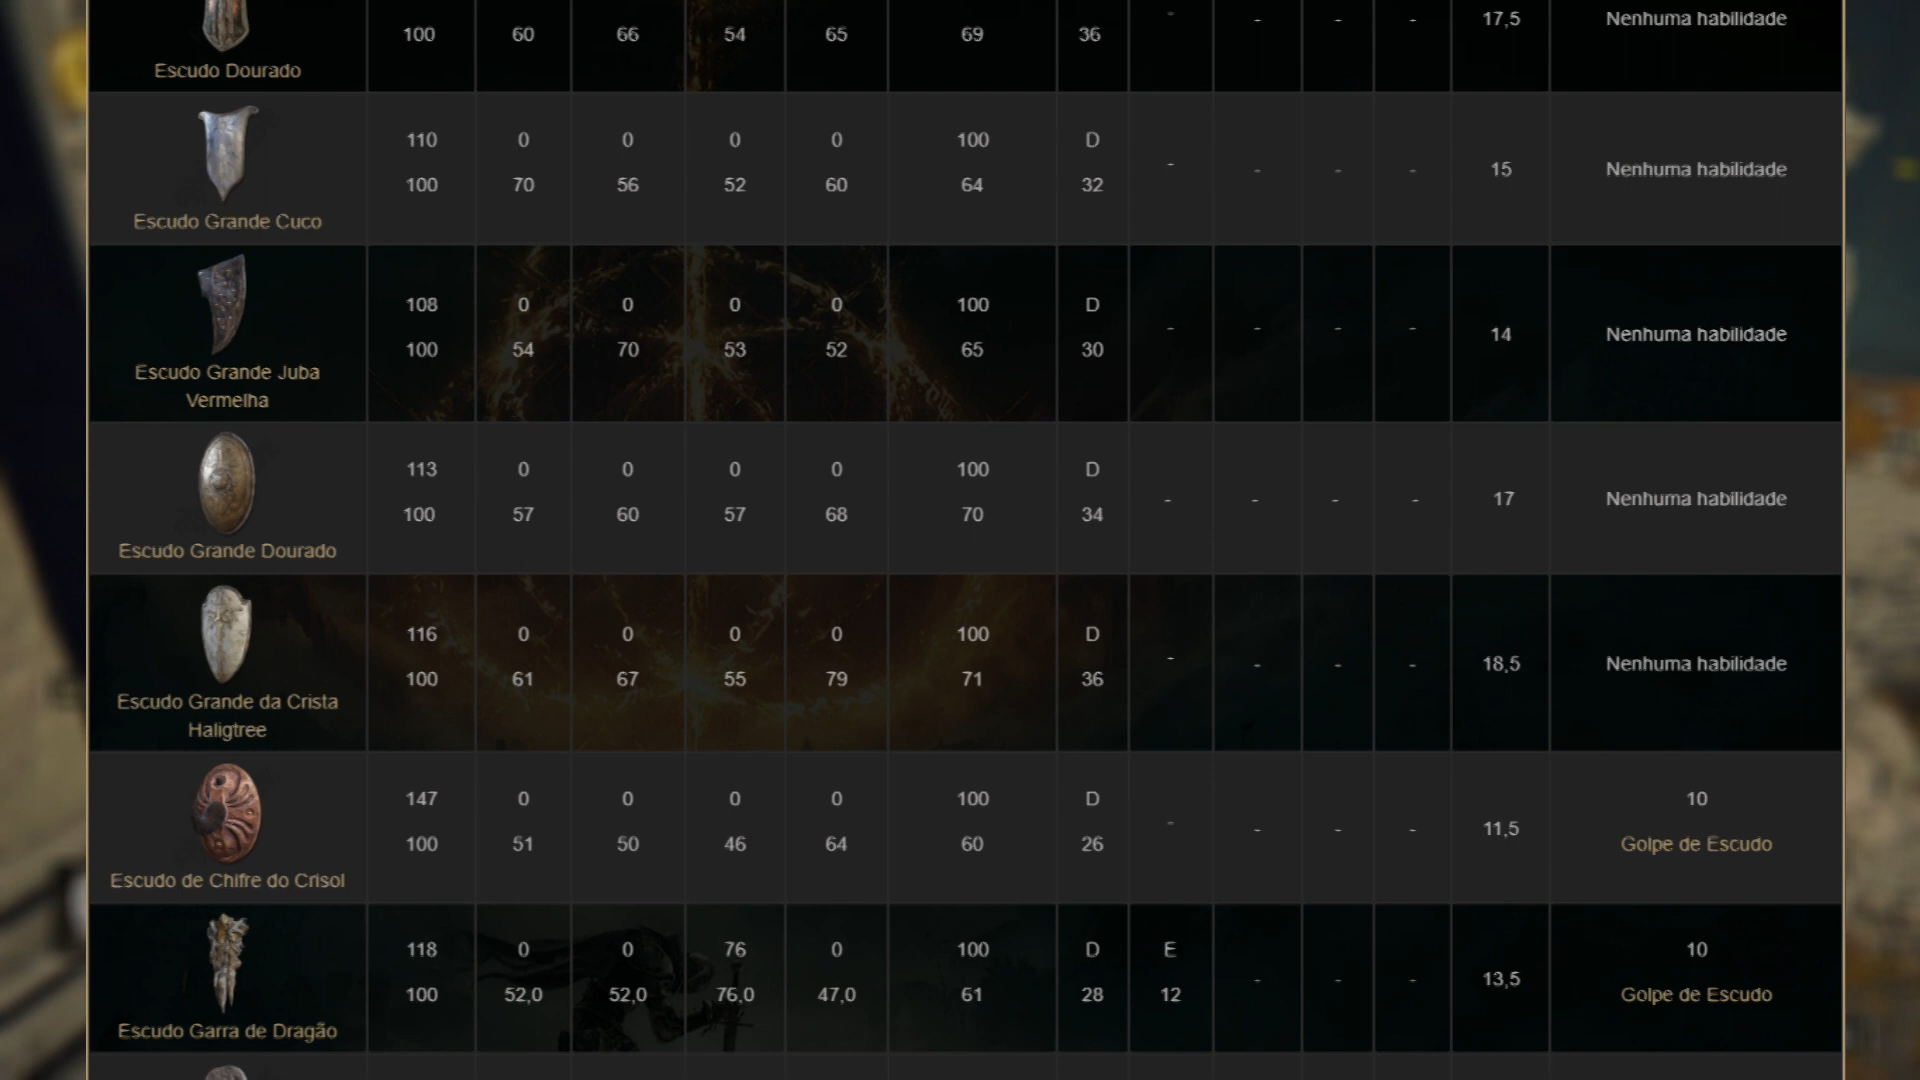 17,5 Nenhuma habilidade
100 60 66 54 65 69 36 - - - -
Escudo Dourado
110 0 0 0 0 100 D
- - - - 15 Nenhuma habilidade
100 70 56 52 60 64 32
Escudo Grande Cuco
108 0 0 0 0 100 D
- - - - 14 Nenhuma habilidade
100 54 70 53 52 65 30
Escudo Grande Juba
Vermelha
113 0 0 0 0 100 D
- - - - 17 Nenhuma habilidade
100 57 60 57 68 70 34
Escudo Grande Dourado
116 0 0 0 0 100 D
- - - - 18,5 Nenhuma habilidade
100 61 67 55 79 71 36
Escudo Grande da Crista
Haligtree
147 0 0 0 0 100 D 10
- - - - 11,5
100 51 50 46 64 60 26 Golpe de Escudo
Escudo de Chifre do Crisol
118 0 0 76 0 100 D E 10
- - - 13,5
100 52,0 52,0 76,0 47,0 61 28 12 Golpe de Escudo
Escudo Garra de Dragão